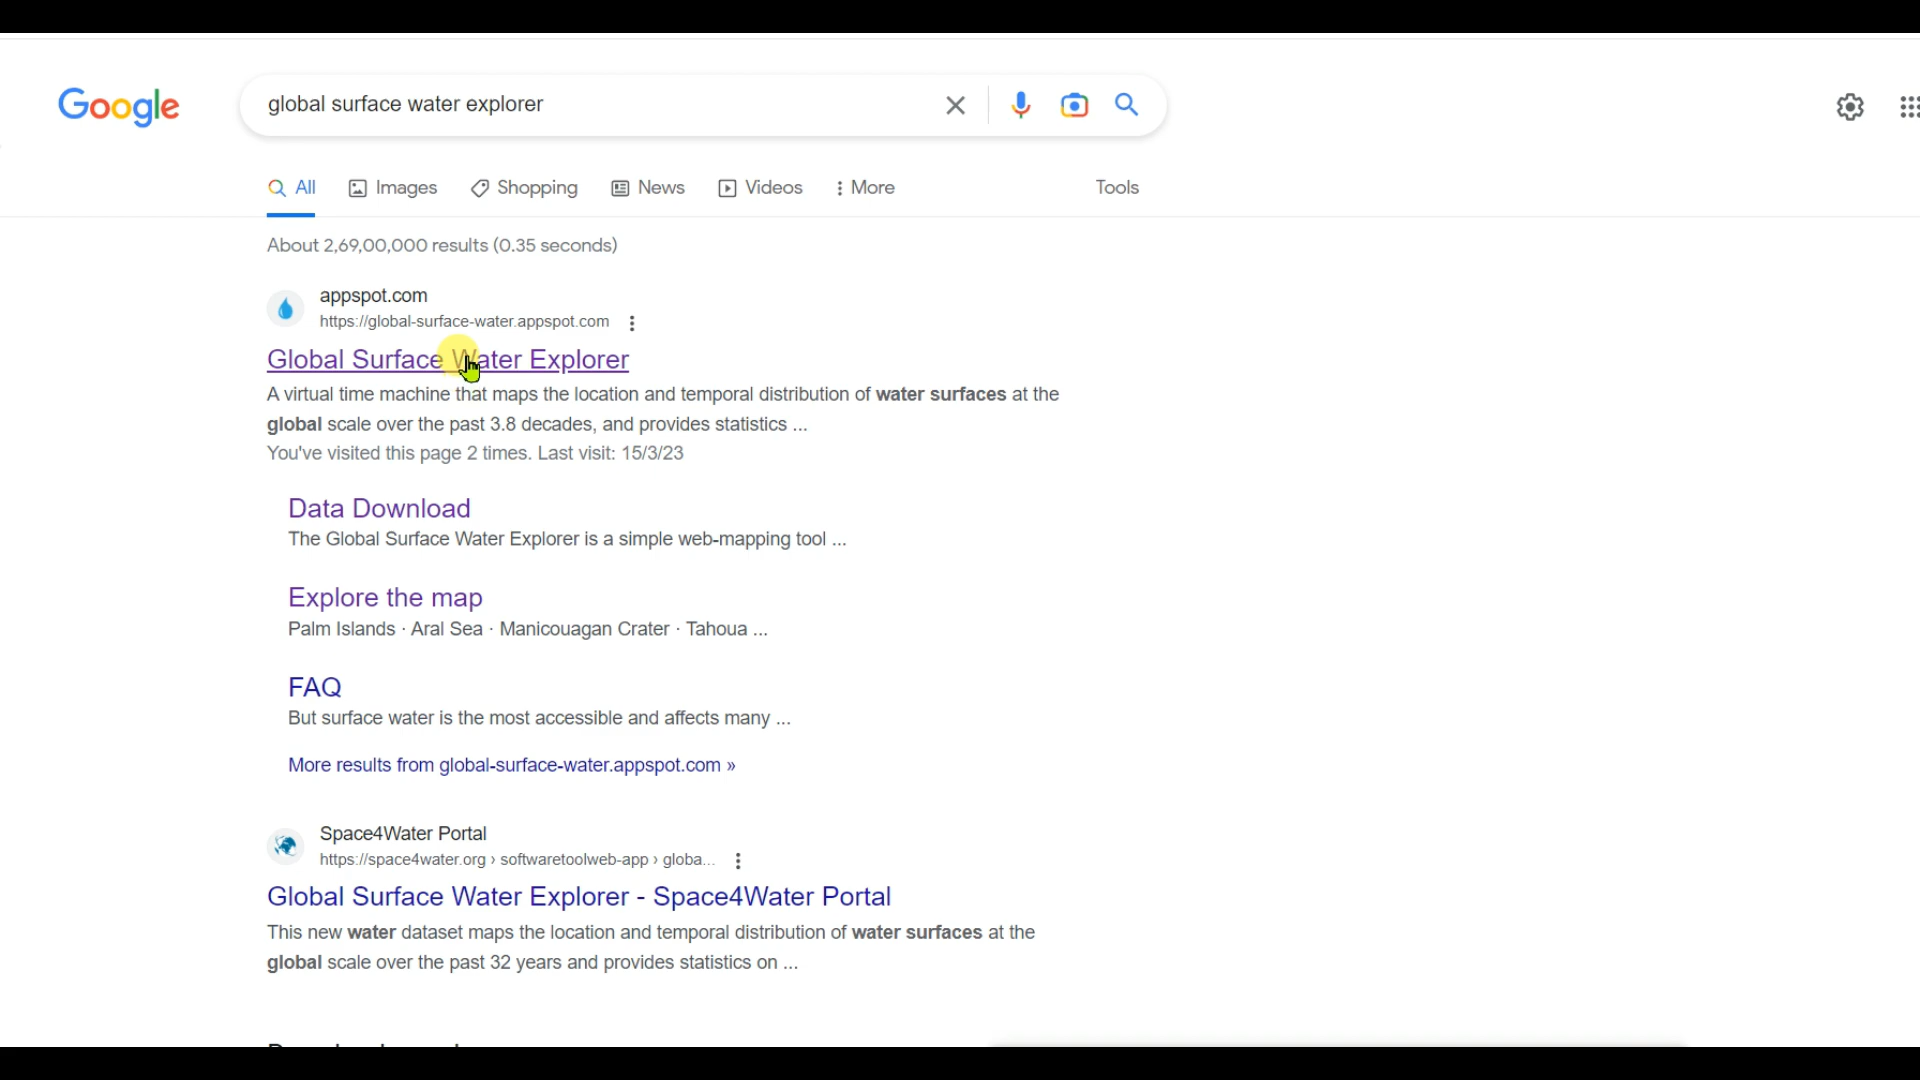 Google
global surface water explorer
All Images Shopping News Videos More Tools
About 2,69,00,000 results (0.35 seconds)
appspot.com
https://global-surface-water.appspot.com
Global Surface Water Explorer
A virtual time machine that maps the location and temporal distribution of water surfaces at the
global scale over the past 3.8 decades, and provides statistics ...
You've visited this page 2 times. Last visit: 15/3/23
Data Download
The Global Surface Water Explorer is a simple web-mapping tool ...
Explore the map
Palm Islands · Aral Sea · Manicouagan Crater · Tahoua ...
FAQ
But surface water is the most accessible and affects many ...
More results from global-surface-water.appspot.com »
Space4Water Portal
https://space4water.org › softwaretoolweb-app › globa...
Global Surface Water Explorer - Space4Water Portal
This new water dataset maps the location and temporal distribution of water surfaces at the
global scale over the past 32 years and provides statistics on ...